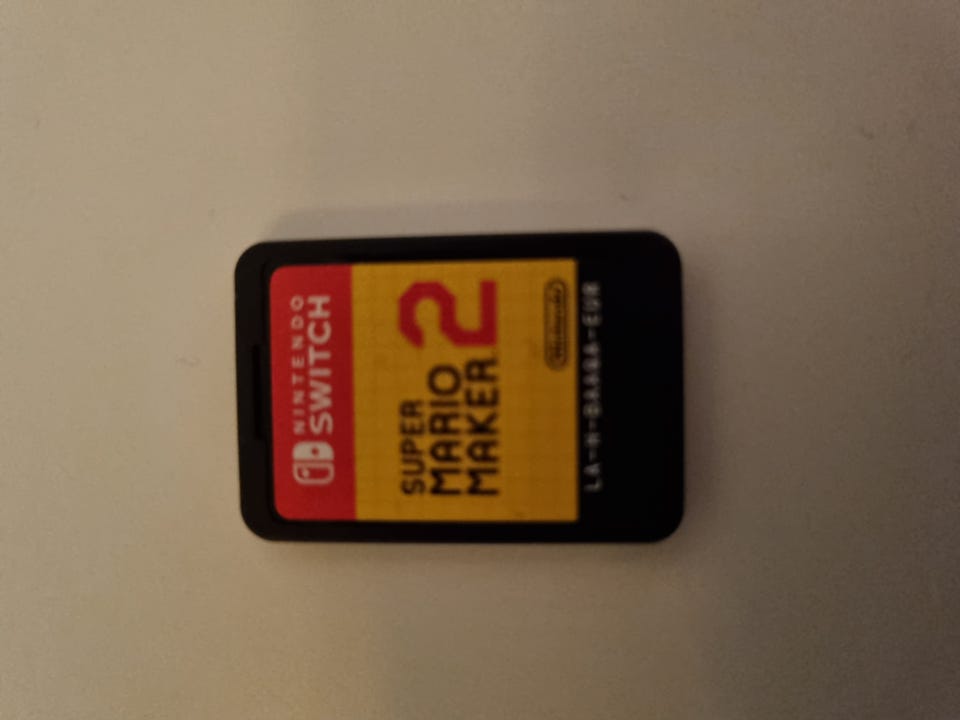 NINTENDO
SWITCH
SUPER
MARIO
MAKER 2
Nintendo
LA-H-BAAQA-EUR